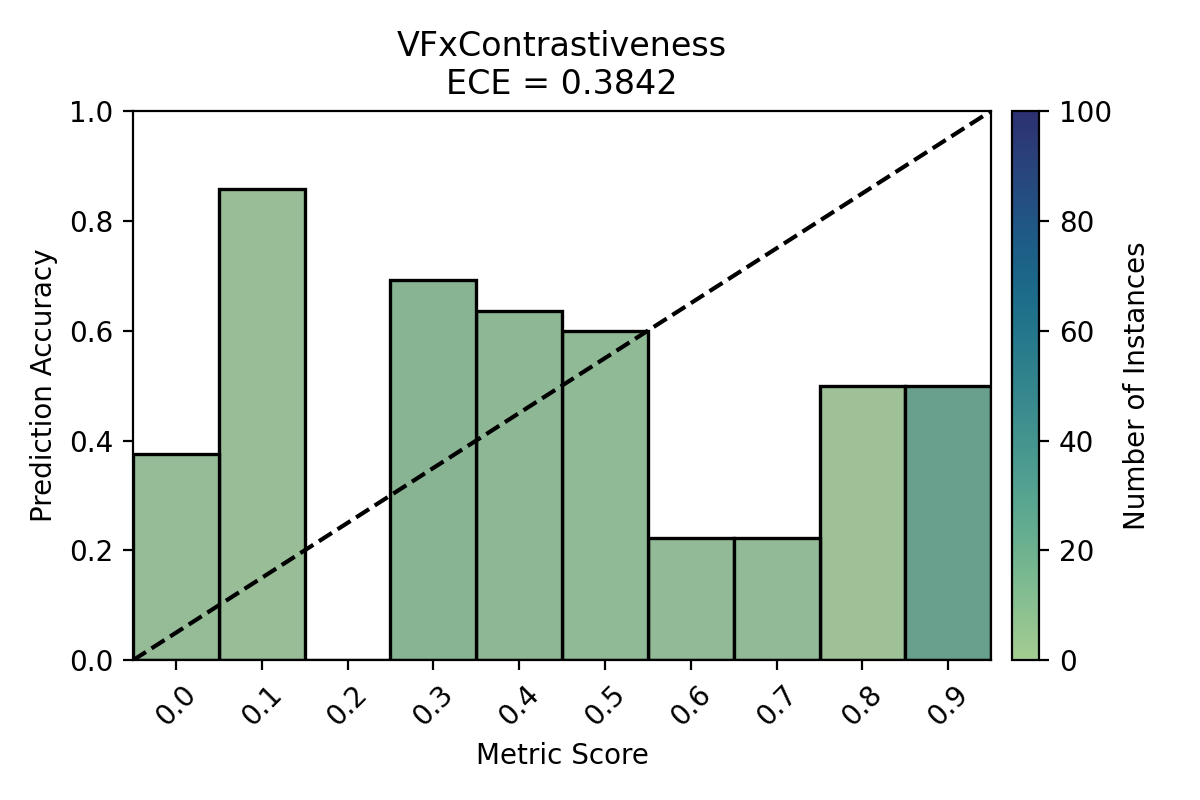 VFxContrastiveness
ECE = 0.3842
1.0
0.8
0.6
0.4
0.2
0.0
Prediction Accuracy
0.0 0.1 0.2 0.3 0.4 0.5 0.6 0.7 0.8 0.9
Metric Score
100
80
60
40
20
0
Number of Instances